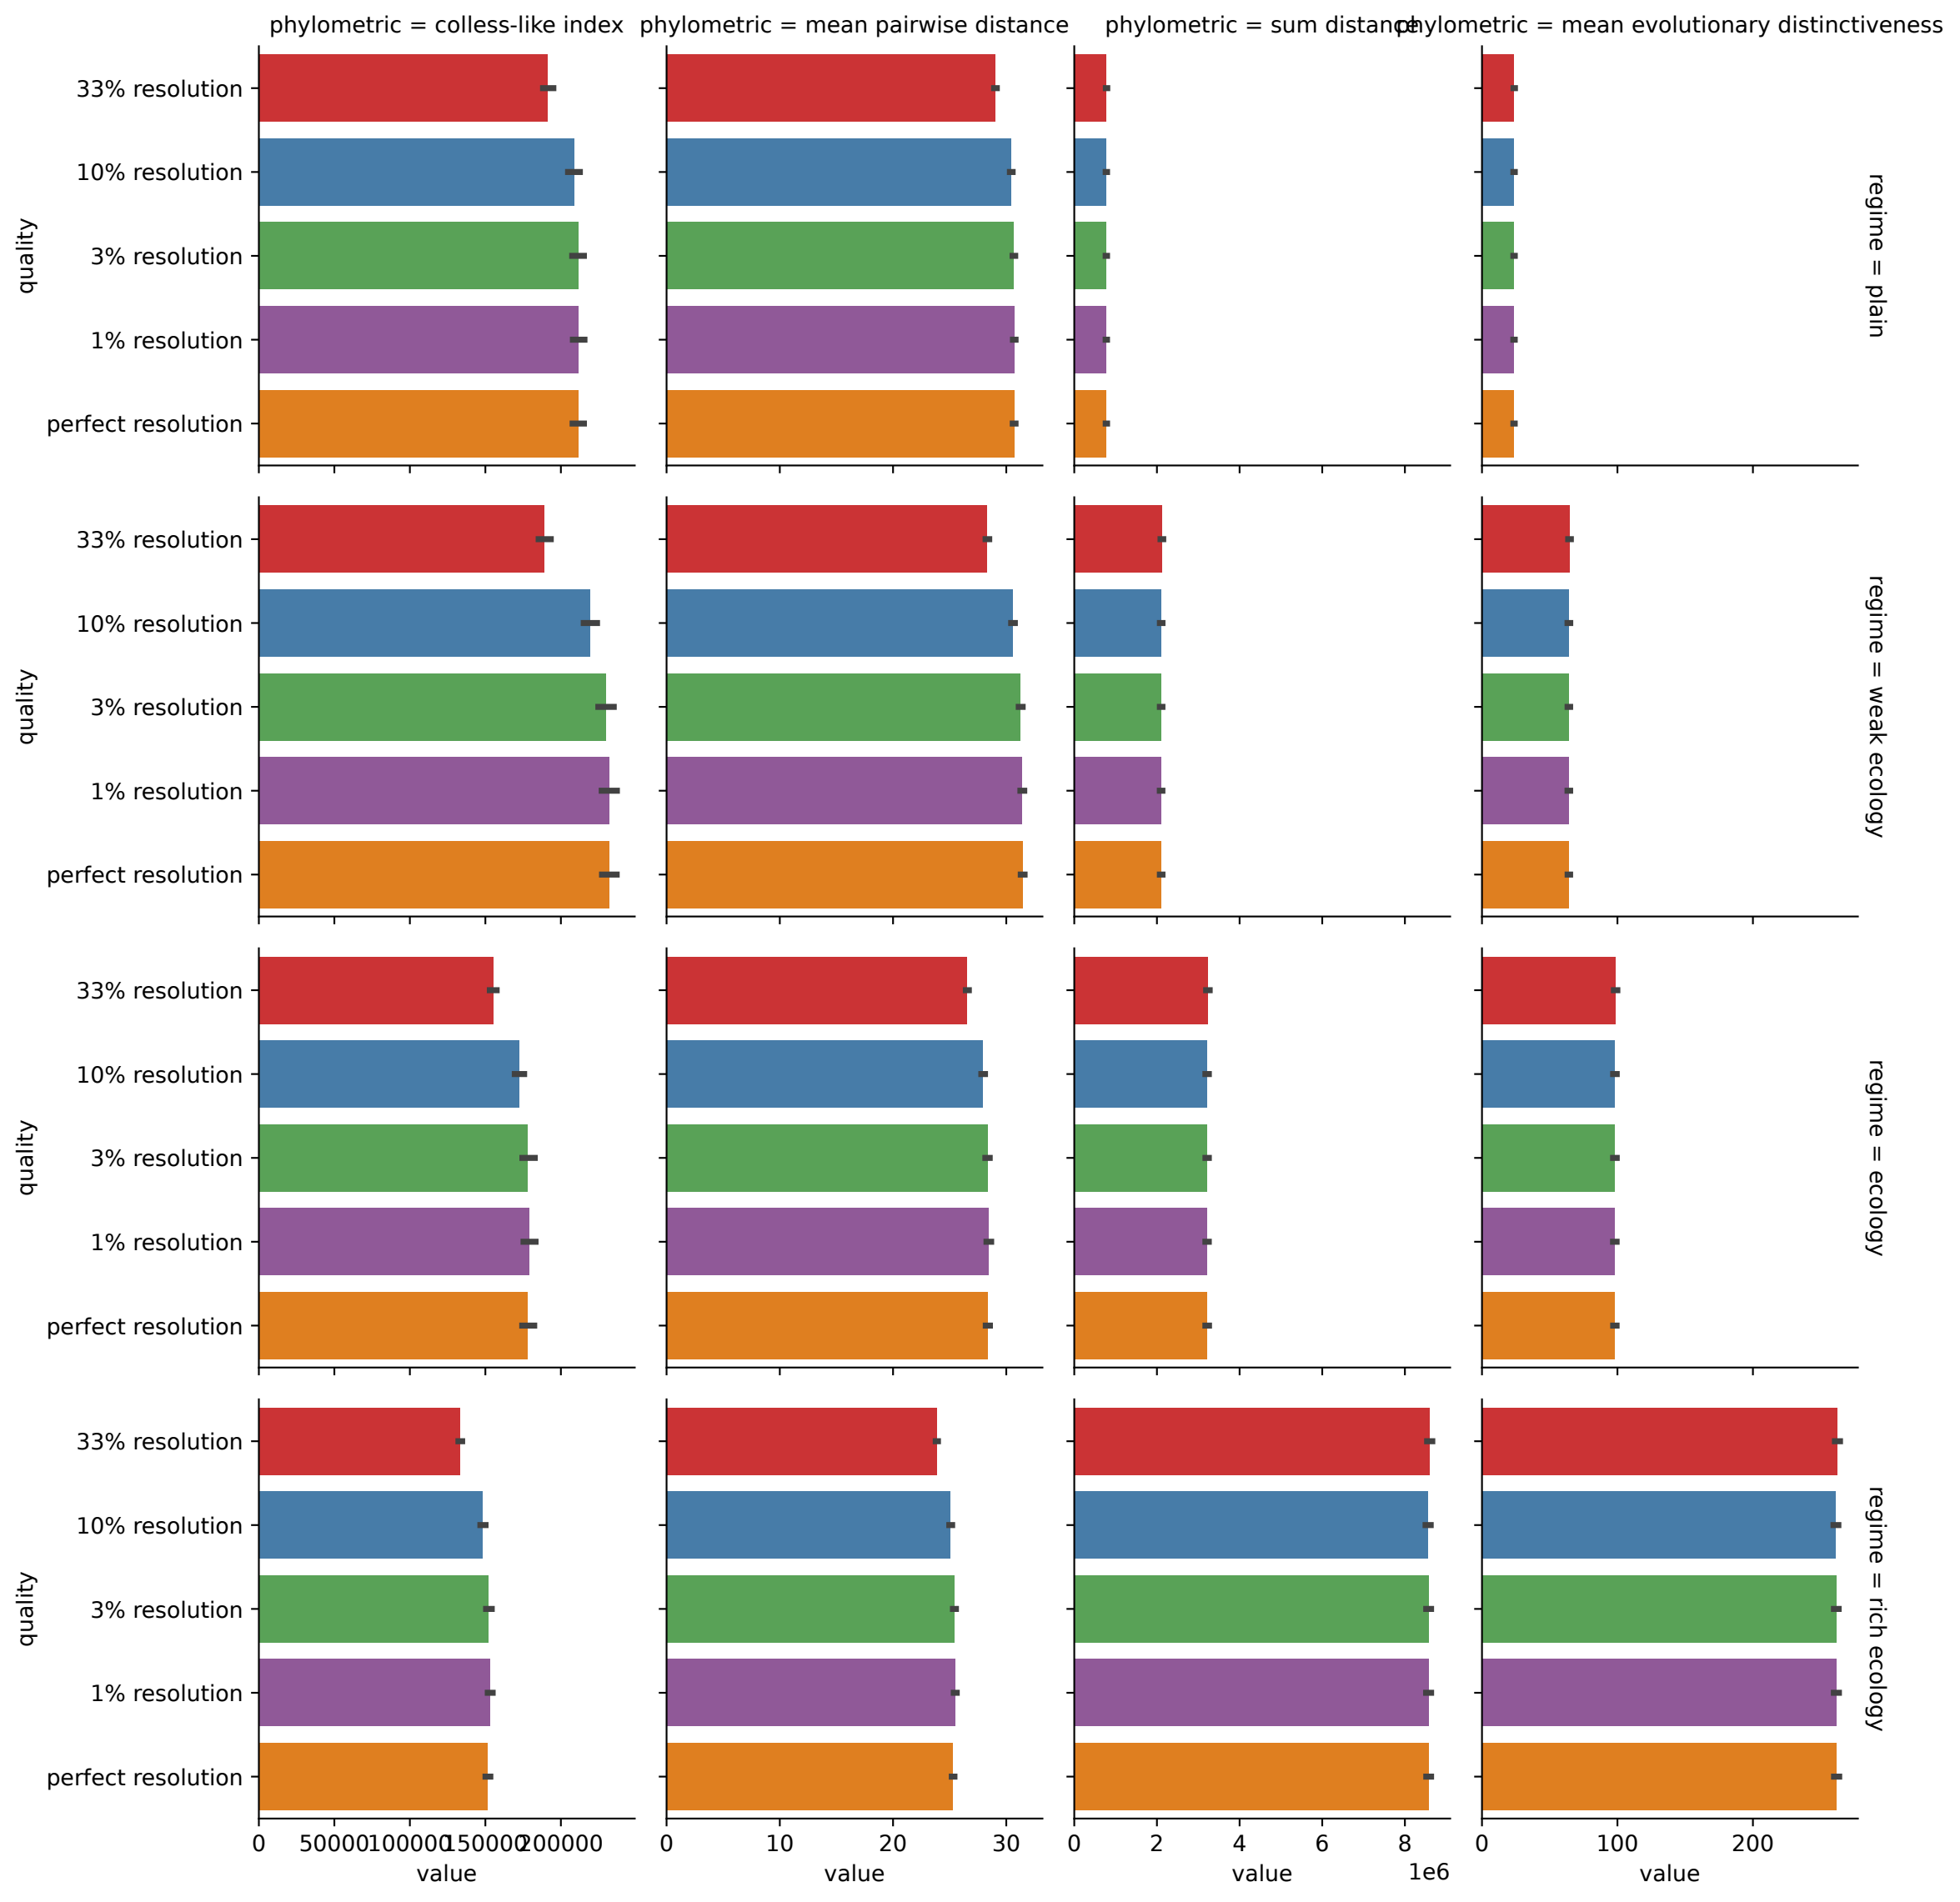 phylometric = colless-like index
phylometric = mean pairwise distance
phylometric = sum distance
phylometric = mean evolutionary distinctiveness
quality
33% resolution
10% resolution
3% resolution
1% resolution
perfect resolution
regime = plain
quality
33% resolution
10% resolution
3% resolution
1% resolution
perfect resolution
regime = weak ecology
quality
33% resolution
10% resolution
3% resolution
1% resolution
perfect resolution
regime = ecology
quality
33% resolution
10% resolution
3% resolution
1% resolution
perfect resolution
regime = rich ecology
0 50000 100000 150000 200000
value
0 10 20 30
value
0 2 4 6 8
1e6
value
0 100 200
value